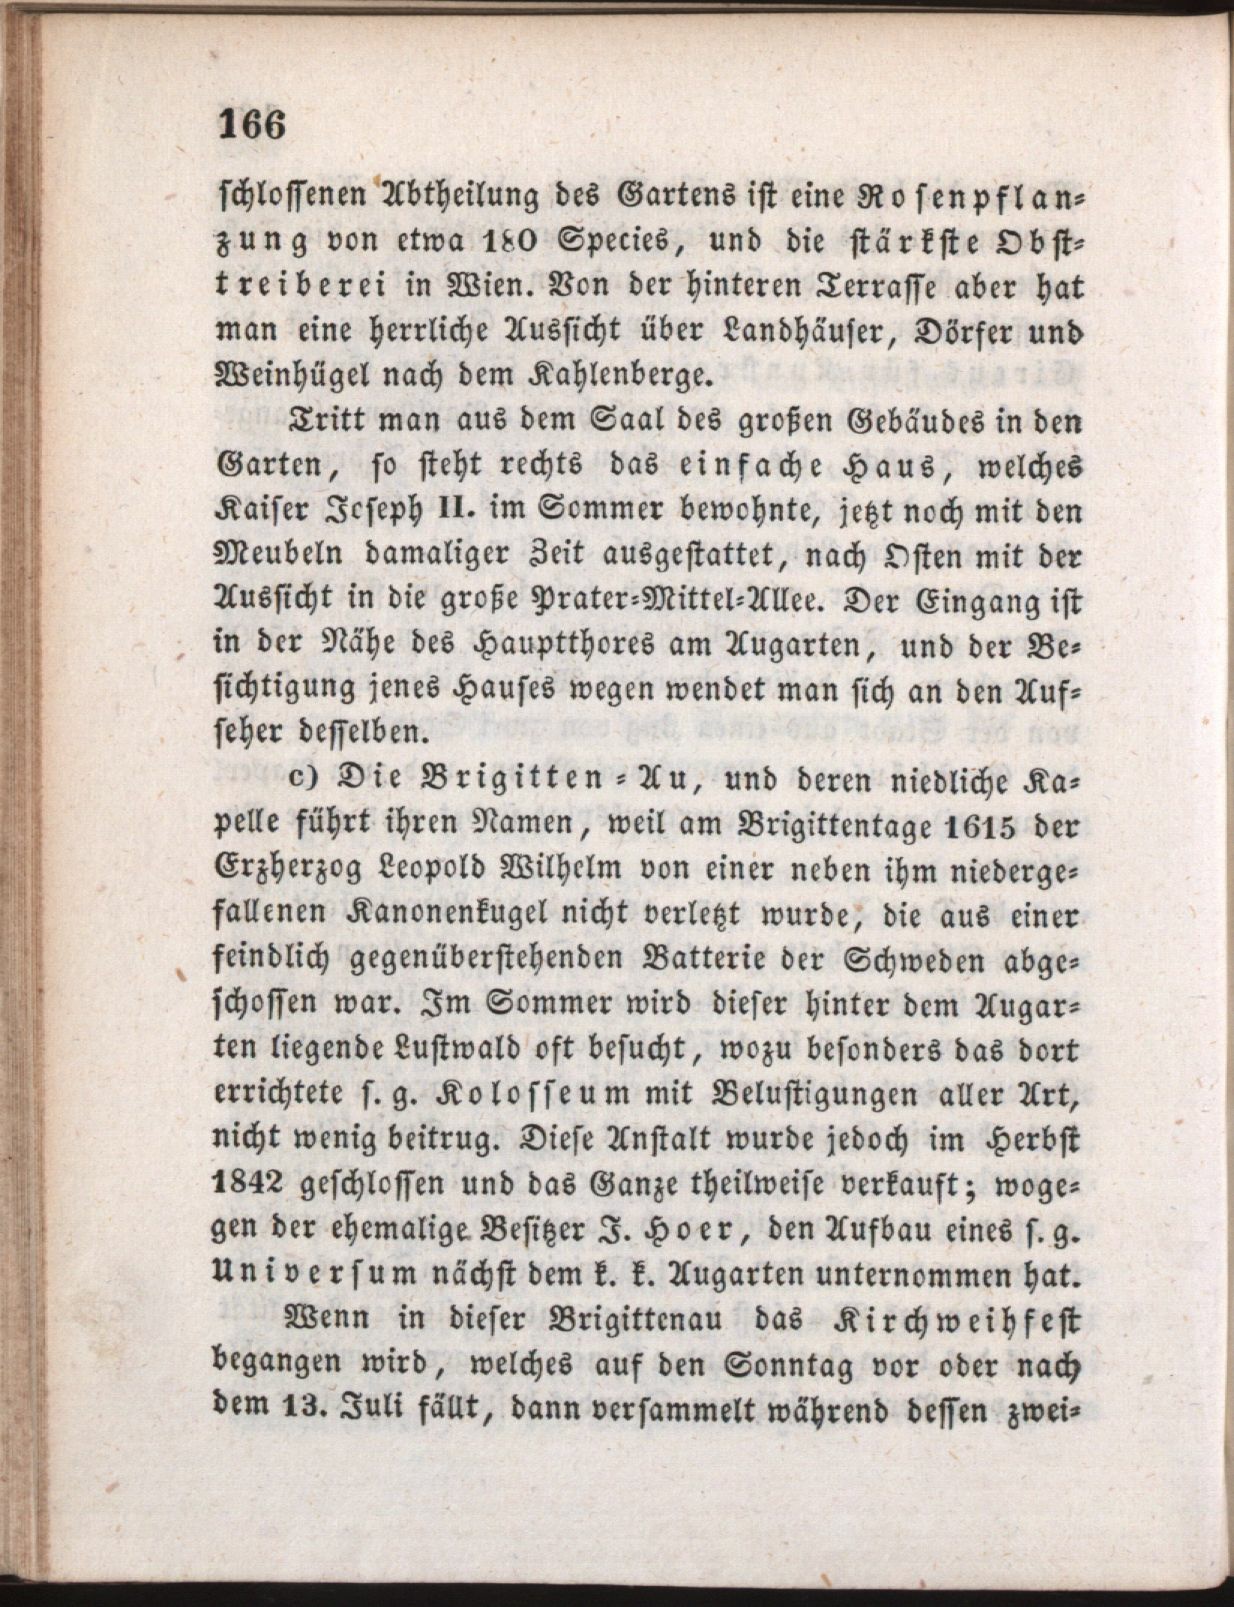 166
schlossenen Abtheilung des Gartens ist eine Rosenpflan-
zung von etwa 180 Species, und die stärkste Obst-
treiberei in Wien. Von der hinteren Terrasse aber hat
man eine herrliche Aussicht über Landhäuser, Dörfer und
Weinhügel nach dem Kahlenberge.
Tritt man aus dem Saal des großen Gebäudes in den
Garten, so steht rechts das einfache Haus, welches
Kaiser Joseph II. im Sommer bewohnte, jetzt noch mit den
Meubeln damaliger Zeit ausgestattet, nach Osten mit der
Aussicht in die große Prater-Mittel-Allee. Der Eingang ist
in der Nähe des Hauptthores am Augarten, und der Be-
sichtigung jenes Hauses wegen wendet man sich an den Auf-
seher desselben.
c) Die Brigitten-Au, und deren niedliche Ka-
pelle führt ihren Namen, weil am Brigittentage 1615 der
Erzherzog Leopold Wilhelm von einer neben ihm niederge-
fallenen Kanonenkugel nicht verletzt wurde, die aus einer
feindlich gegenüberstehenden Batterie der Schweden abge-
schossen war. Im Sommer wird dieser hinter dem Augar-
ten liegende Lustwald oft besucht, wozu besonders das dort
errichtete s. g. Kolosseum mit Belustigungen aller Art,
nicht wenig beitrug. Diese Anstalt wurde jedoch im Herbst
1842 geschlossen und das Ganze theilweise verkauft; woge-
gen der ehemalige Besitzer J. Hoer, den Aufbau eines s. g.
Universum nächst dem k. k. Augarten unternommen hat.
Wenn in dieser Brigittenau das Kirchweihfest
begangen wird, welches auf den Sonntag vor oder nach
dem 13. Juli fällt, dann versammelt während dessen zwei-